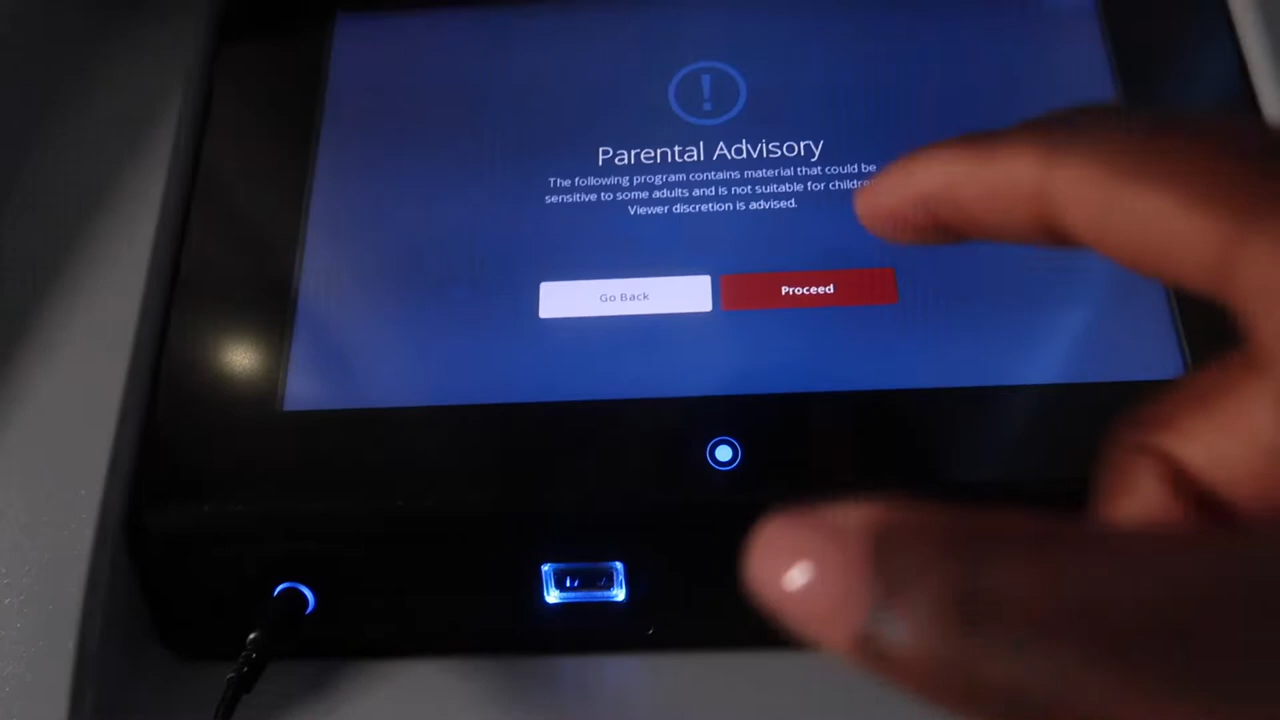 Parental Advisory
The following program contains material that could be
sensitive to some adults and is not suitable for
Viewer discretion is advised.
Go Back
Proceed